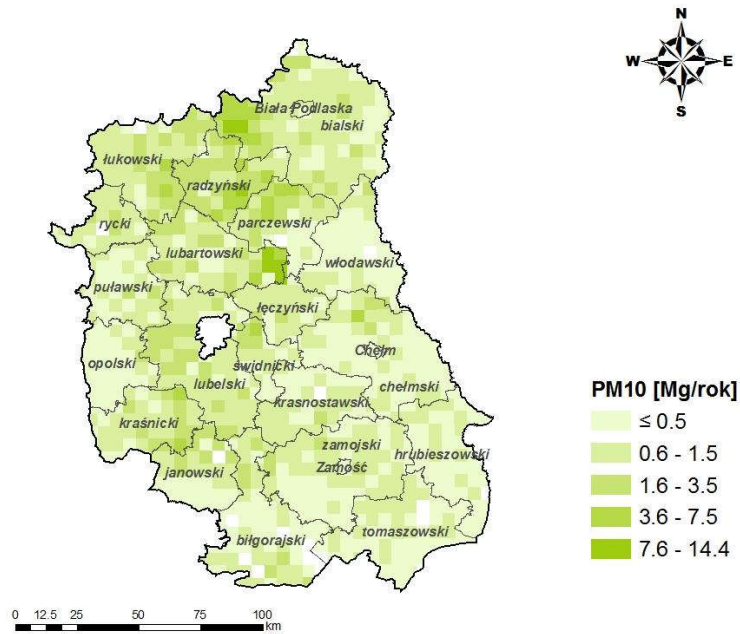 N
W E
S
Biała Podlaska
bialski
łukowski
radzyński
rycki
parczewski
lubartowski
włodawski
puławski
łęczyński
opolski
Chełm
świdnicki
lubelski
chełmski
krasnostawski
kraśnicki
zamojski
hrubieszowski
Zamość
janowski
tomaszowski
biłgorajski
PM10 [Mg/rok]
≤ 0.5
0.6 - 1.5
1.6 - 3.5
3.6 - 7.5
7.6 - 14.4
0 12.5 25 50 75 100
km